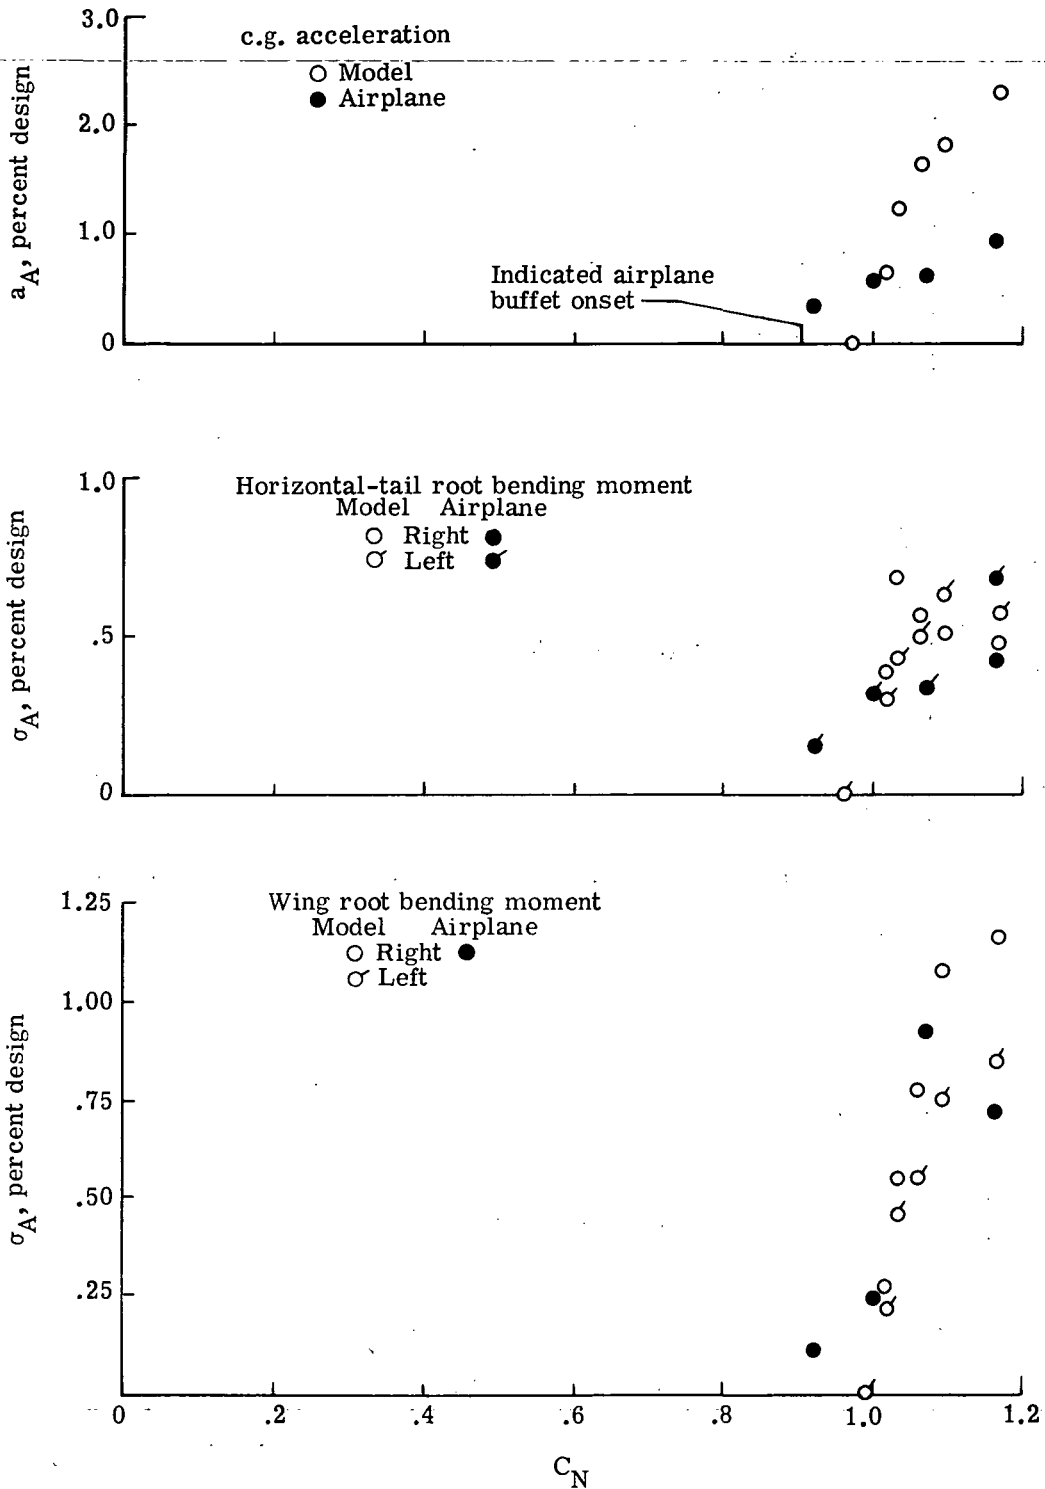 3.0
c.g. acceleration
Model
Airplane
2.0
1.0
0
a_A, percent design
Indicated airplane
buffet onset
1.0
Horizontal-tail root bending moment
Model Airplane
Right
Left
.5
0
σ_A, percent design
1.25
Wing root bending moment
Model Airplane
Right
Left
1.00
.75
.50
.25
σ_A, percent design
0 .2 .4 .6 .8 1.0 1.2
C_N